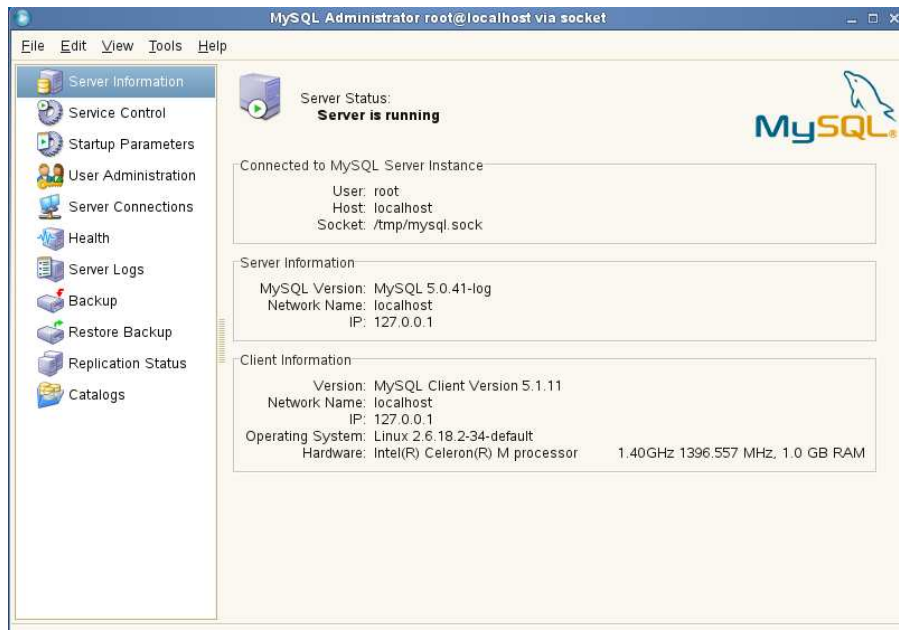 MySQL Administrator root@localhost via socket
File Edit View Tools Help
Server Information
Service Control
Startup Parameters
User Administration
Server Connections
Health
Server Logs
Backup
Restore Backup
Replication Status
Catalogs
Server Status:
Server is running
MySQL®
Connected to MySQL Server Instance
User: root
Host: localhost
Socket: /tmp/mysql.sock
Server Information
MySQL Version: MySQL 5.0.41-log
Network Name: localhost
IP: 127.0.0.1
Client Information
Version: MySQL Client Version 5.1.11
Network Name: localhost
IP: 127.0.0.1
Operating System: Linux 2.6.18.2-34-default
Hardware: Intel(R) Celeron(R) M processor 1.40GHz 1396.557 MHz, 1.0 GB RAM